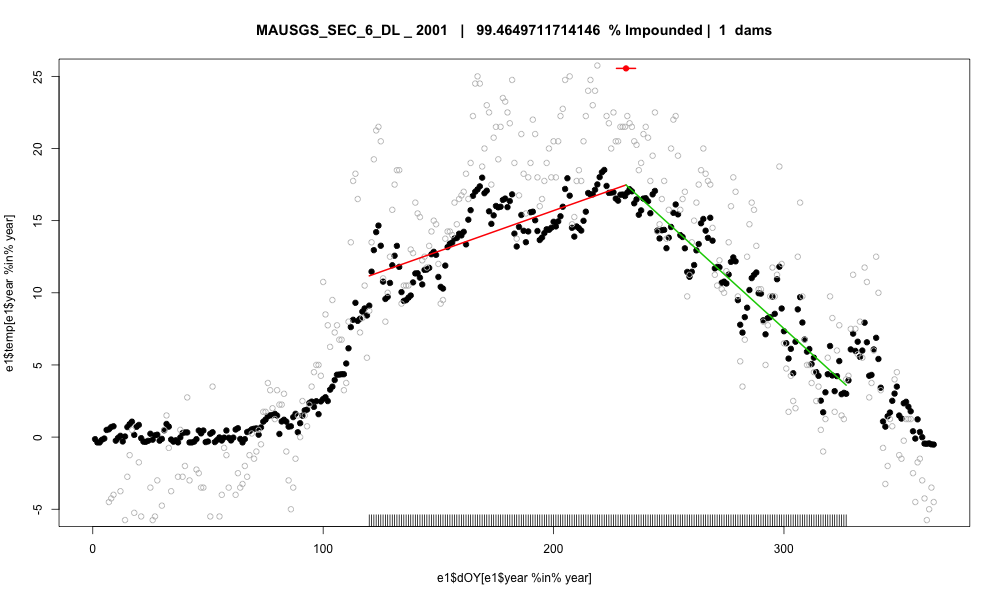 MAUSGS_SEC_6_DL _ 2001 | 99.4649711714146 % Impounded | 1 dams
e1$temp[e1$year %in% year]
25
20
15
10
5
0
-5
0 100 200 300
e1$dOY[e1$year %in% year]